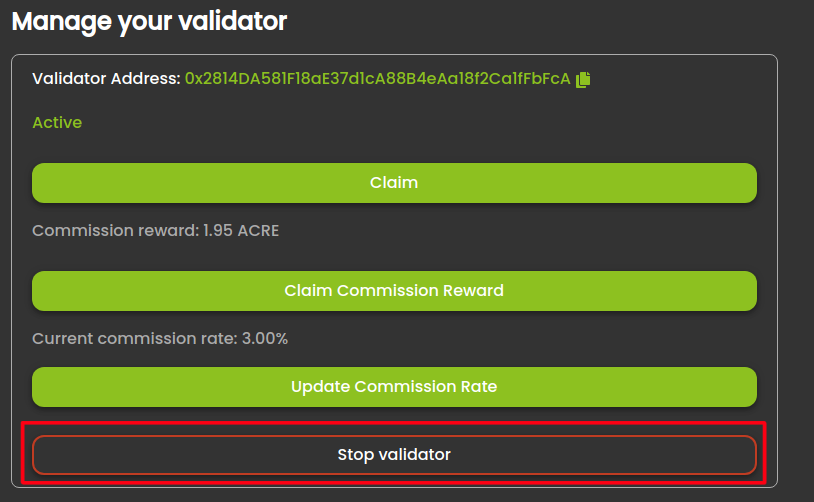 Manage your validator
Validator Address: 0x2814DA581F18aE37d1cA88B4eAa18f2Ca1fFbFcA
Active
Claim
Commission reward: 1.95 ACRE
Claim Commission Reward
Current commission rate: 3.00%
Update Commission Rate
Stop validator